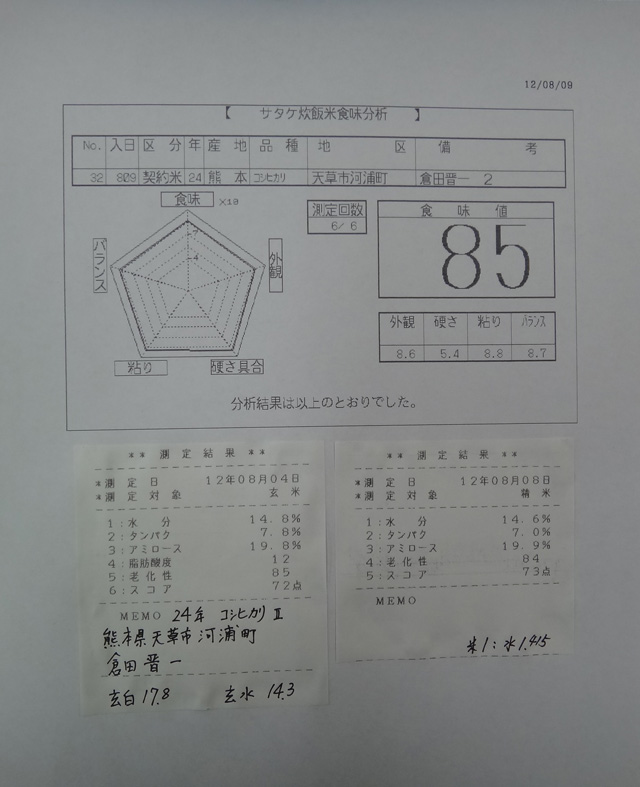 12/08/09
【 サタケ炊飯米食味分析 】
No. 入日 区分 年 産地 品種 地区 備考
32 809 契約米 24 熊本 コシヒカリ 天草市河浦町 倉田晋一 2
食味 ×10
7
4
バランス
外観
粘り
硬さ具合
測定回数
6/ 6
食味値
85
外観 硬さ 粘り バランス
8.6 5.4 8.8 8.7
分析結果は以上のとおりでした。
** 測定結果 **
*測定日 12年08月04日
*測定対象 玄米
1:水分 14.8%
2:タンパク 7.8%
3:アミロース 19.8%
4:脂肪酸度 12
5:老化性 85
6:スコア 72点
MEMO 24年 コシヒカリ Ⅱ
熊本県天草市河浦町
倉田晋一
玄白 17.8 玄水 14.3
** 測定結果 **
*測定日 12年08月08日
*測定対象 精米
1:水分 14.6%
2:タンパク 7.0%
3:アミロース 19.9%
4:老化性 84
5:スコア 73点
MEMO
米1:水1.415